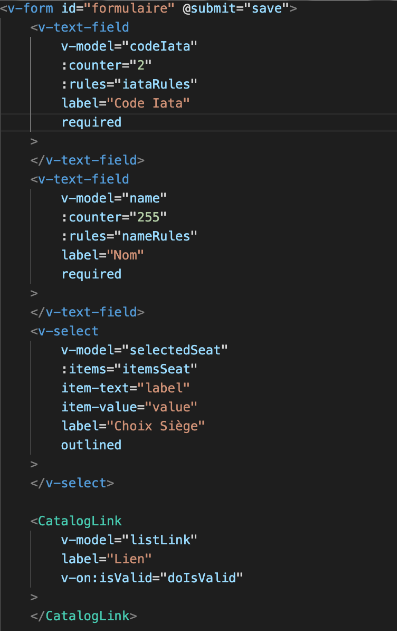 <v-form id="formulaire" @submit="save">
<v-text-field
v-model="codeIata"
:counter="2"
:rules="iataRules"
label="Code Iata"
required
>
</v-text-field>
<v-text-field
v-model="name"
:counter="255"
:rules="nameRules"
label="Nom"
required
>
</v-text-field>
<v-select
v-model="selectedSeat"
:items="itemsSeat"
item-text="label"
item-value="value"
label="Choix Siège"
outlined
>
</v-select>
<CatalogLink
v-model="listLink"
label="Lien"
v-on:isValid="doIsValid"
>
</CatalogLink>